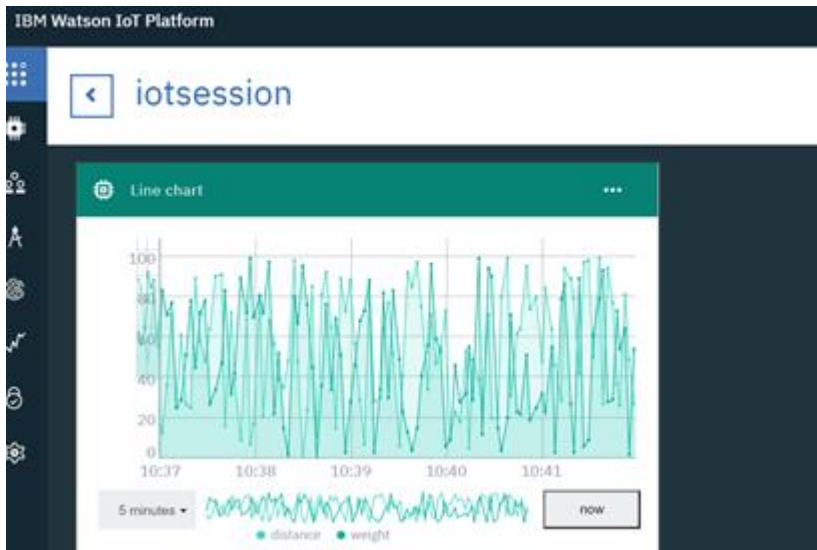 IBM Watson IoT Platform
iotsession
Line chart
100
80
60
40
20
0
10:37 10:38 10:39 10:40 10:41
5 minutes now
distance weight